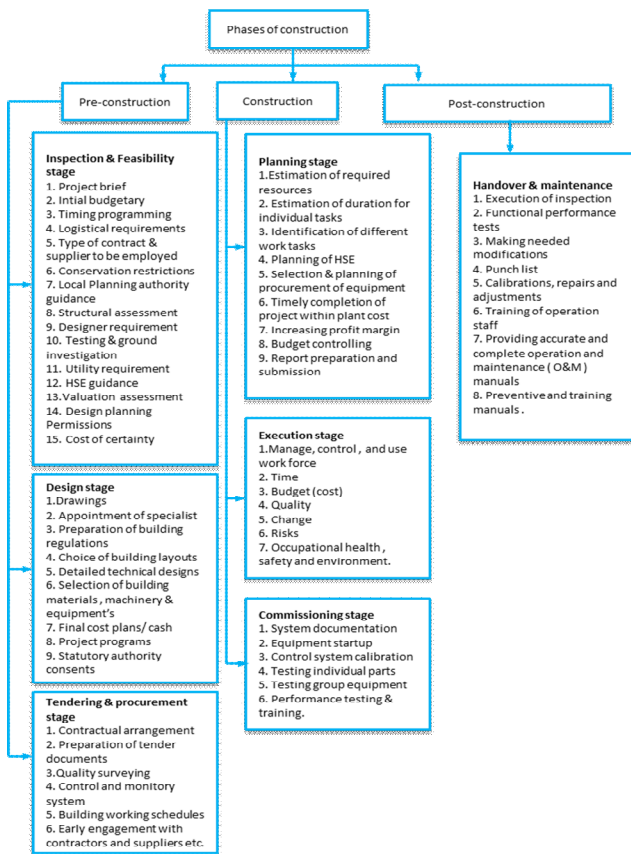 Phases of construction
Pre-construction
Construction
Post-construction
Inspection & Feasibility
stage
1. Project brief
2. Intial budgetary
3. Timing programming
4. Logistical requirements
5. Type of contract &
supplier to be employed
6. Conservation restrictions
7. Local Planning authority
guidance
8. Structural assessment
9. Designer requirement
10. Testing & ground
investigation
11. Utility requirement
12. HSE guidance
13.Valuation assessment
14. Design planning
Permissions
15. Cost of certainty
Design stage
1.Drawings
2. Appointment of specialist
3. Preparation of building
regulations
4. Choice of building layouts
5. Detailed technical designs
6. Selection of building
materials , machinery &
equipment's
7. Final cost plans/ cash
8. Project programs
9. Statutory authority
consents
Tendering & procurement
stage
1. Contractual arrangement
2. Preparation of tender
documents
3.Quality surveying
4. Control and monitory
system
5. Building working schedules
6. Early engagement with
contractors and suppliers etc.
Planning stage
1.Estimation of required
resources
2. Estimation of duration for
individual tasks
3. Identification of different
work tasks
4. Planning of HSE
5. Selection & planning of
procurement of equipment
6. Timely completion of
project within plant cost
7. Increasing profit margin
8. Budget controlling
9. Report preparation and
submission
Execution stage
1.Manage, control , and use
work force
2. Time
3. Budget (cost)
4. Quality
5. Change
6. Risks
7. Occupational health ,
safety and environment.
Commissioning stage
1. System documentation
2. Equipment startup
3. Control system calibration
4. Testing individual parts
5. Testing group equipment
6. Performance testing &
training.
Handover & maintenance
1. Execution of inspection
2. Functional performance
tests
3. Making needed
modifications
4. Punch list
5. Calibrations, repairs and
adjustments
6. Training of operation
staff
7. Providing accurate and
complete operation and
maintenance ( O&M )
manuals
8. Preventive and training
manuals .